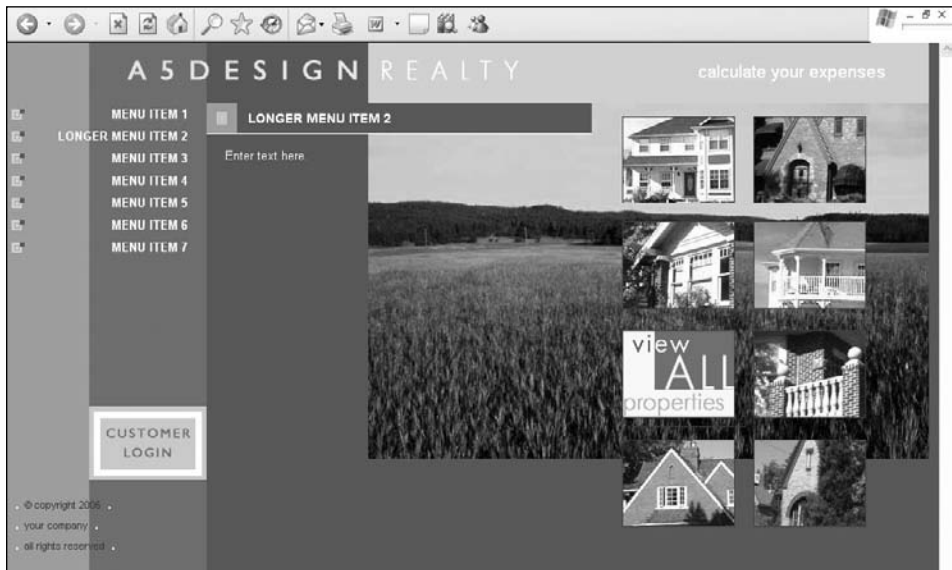 A5DESIGN REALTY
calculate your expenses
MENU ITEM 1
LONGER MENU ITEM 2
MENU ITEM 3
MENU ITEM 4
MENU ITEM 5
MENU ITEM 6
MENU ITEM 7
LONGER MENU ITEM 2
Enter text here
view
ALL
properties
CUSTOMER
LOGIN
© copyright 2006
your company
all rights reserved